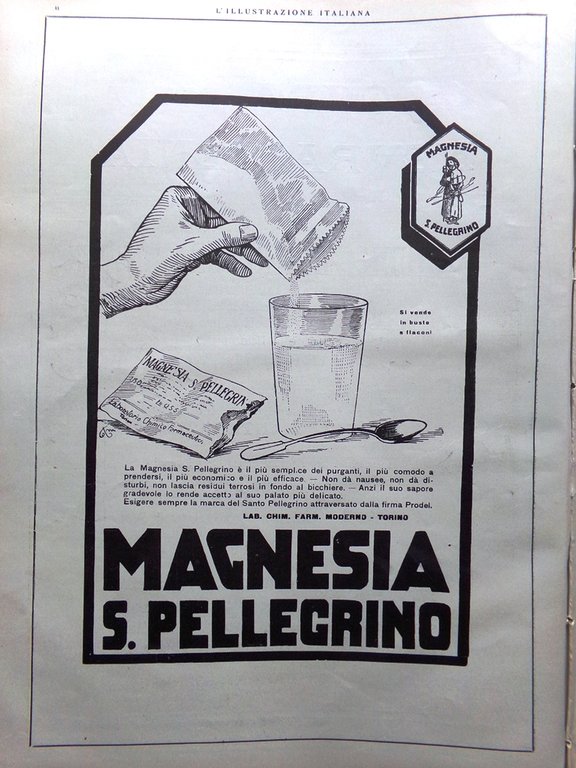 L'ILLUSTRAZIONE ITALIANA
MAGNESIA
S. PELLEGRINO
Si vende
in buste
e flaconi
MAGNESIA S. PELLEGRIN
Laboratorio Chimico Farmaceutico
La Magnesia S. Pellegrino è il più semplice dei purganti, il più comodo a
prendersi, il più economico e il più efficace. — Non dà nausee, non dà di-
sturbi, non lascia residui terrosi in fondo al bicchiere. — Anzi il suo sapore
gradevole lo rende accetto al suo palato più delicato.
Esigere sempre la marca del Santo Pellegrino attraversato dalla firma Prodel.
LAB. CHIM. FARM. MODERNO - TORINO
MAGNESIA
S. PELLEGRINO